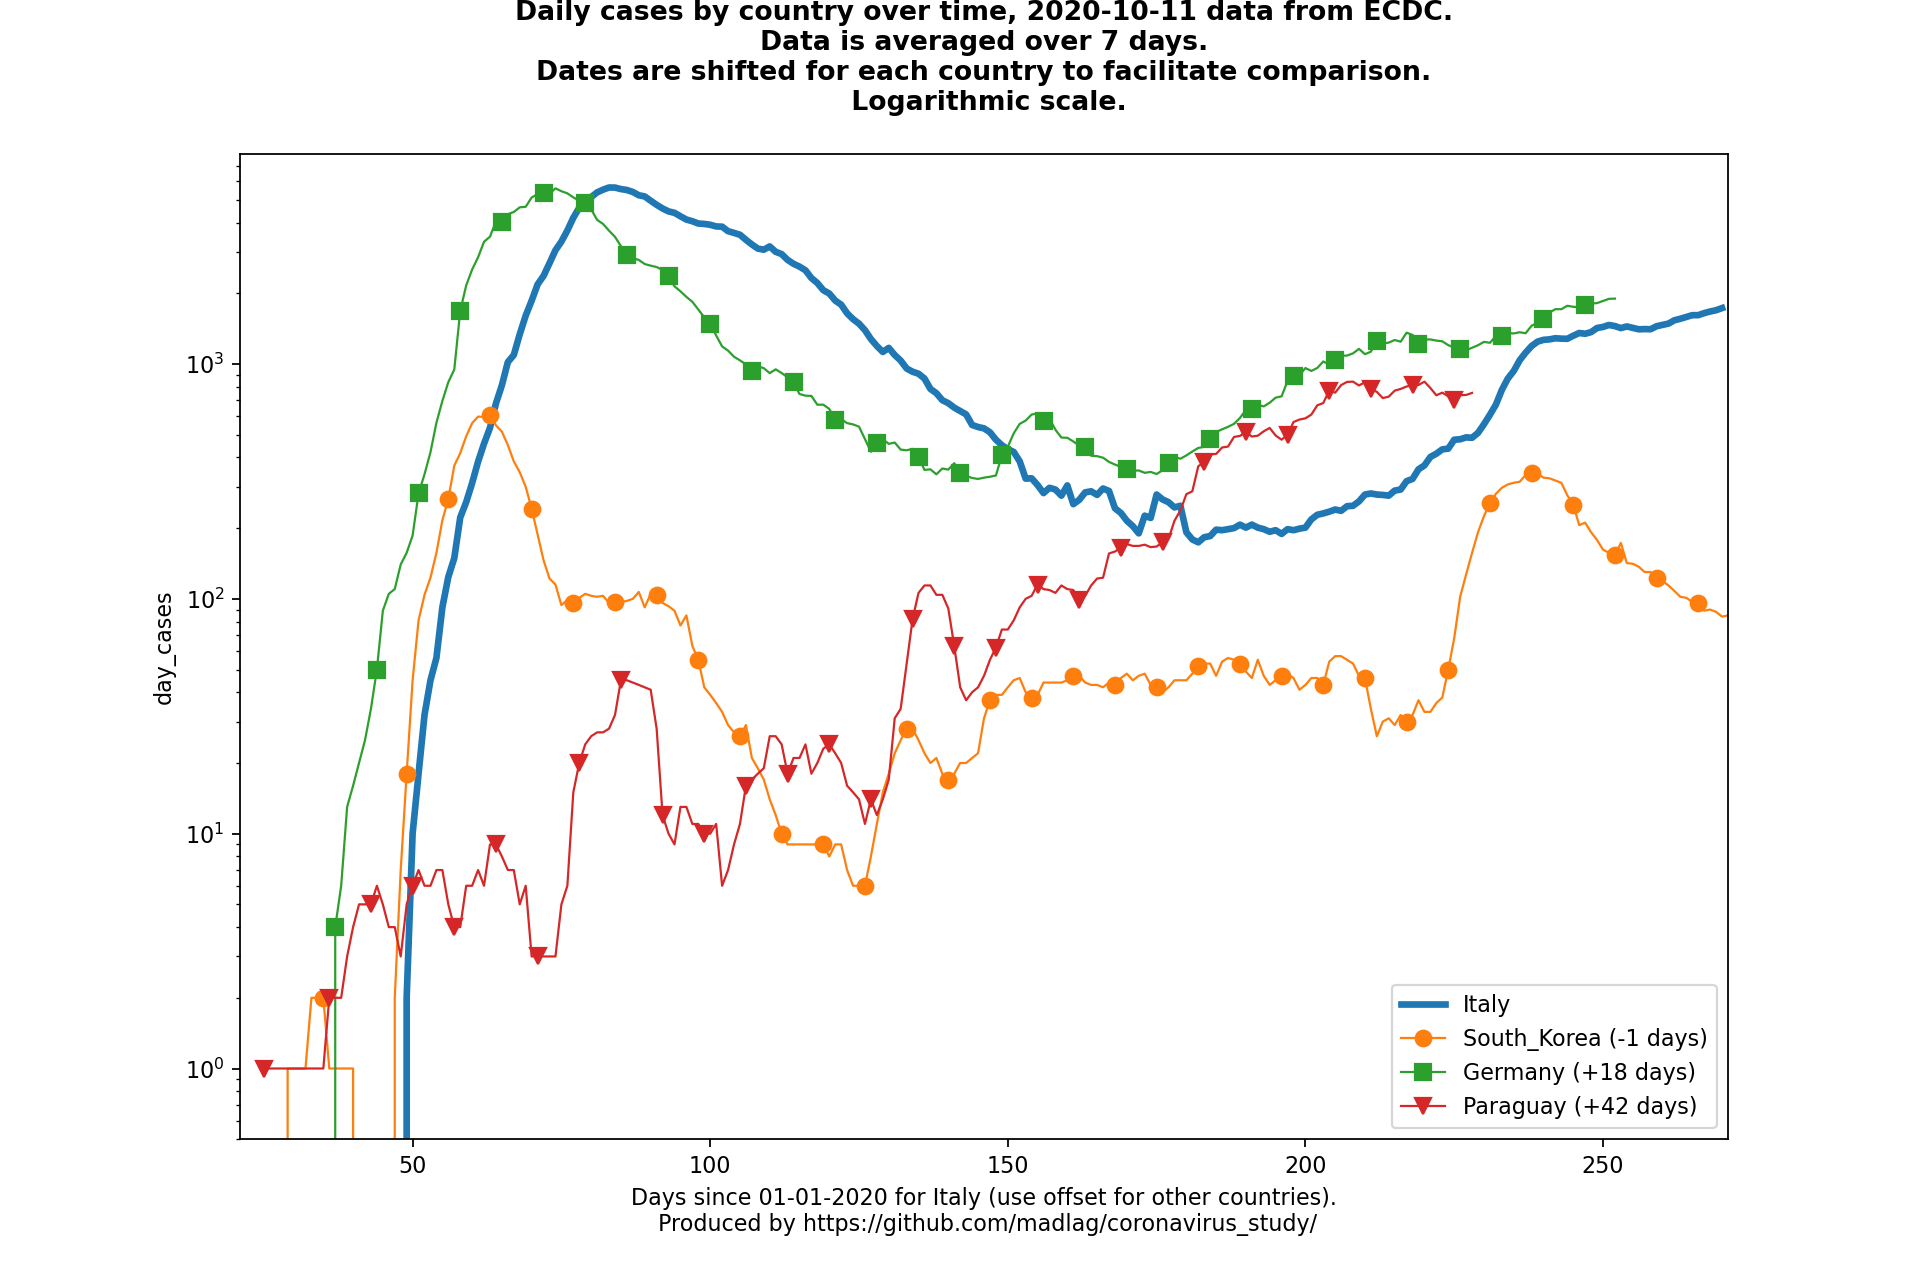 Daily cases by country over time, 2020-10-11 data from ECDC.
Data is averaged over 7 days.
Dates are shifted for each country to facilitate comparison.
Logarithmic scale.
day_cases
10³
10²
10¹
10⁰
Italy
South_Korea (-1 days)
Germany (+18 days)
Paraguay (+42 days)
50 100 150 200 250
Days since 01-01-2020 for Italy (use offset for other countries).
Produced by https://github.com/madlag/coronavirus_study/